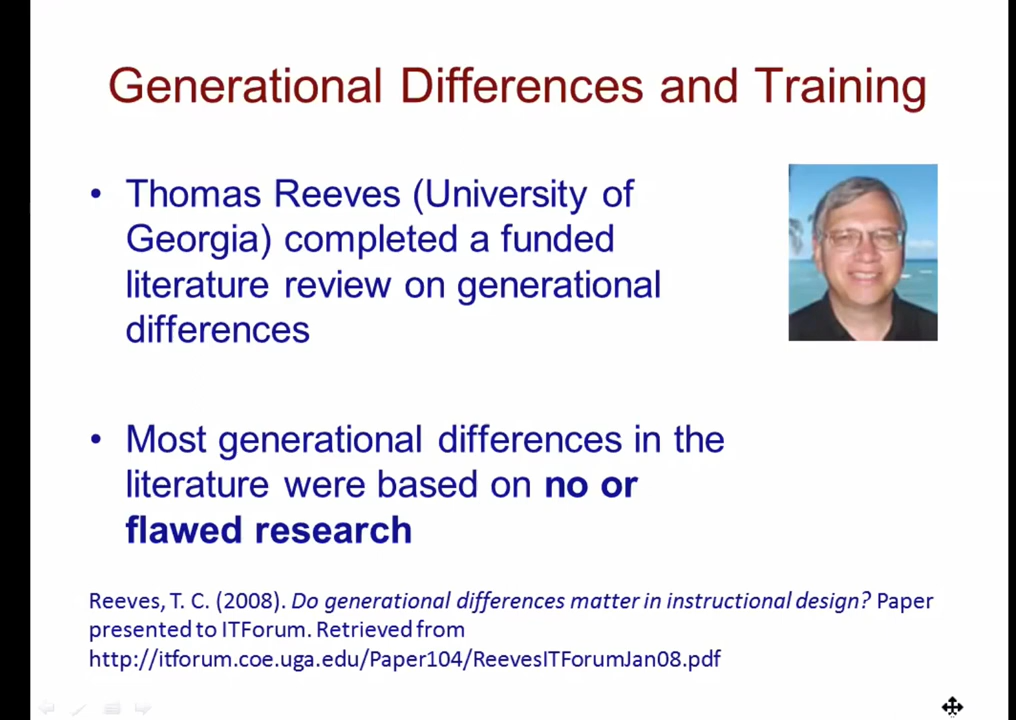 Generational Differences and Training
• Thomas Reeves (University of
Georgia) completed a funded
literature review on generational
differences
• Most generational differences in the
literature were based on no or
flawed research
Reeves, T. C. (2008). Do generational differences matter in instructional design? Paper
presented to ITForum. Retrieved from
http://itforum.coe.uga.edu/Paper104/ReevesITForumJan08.pdf